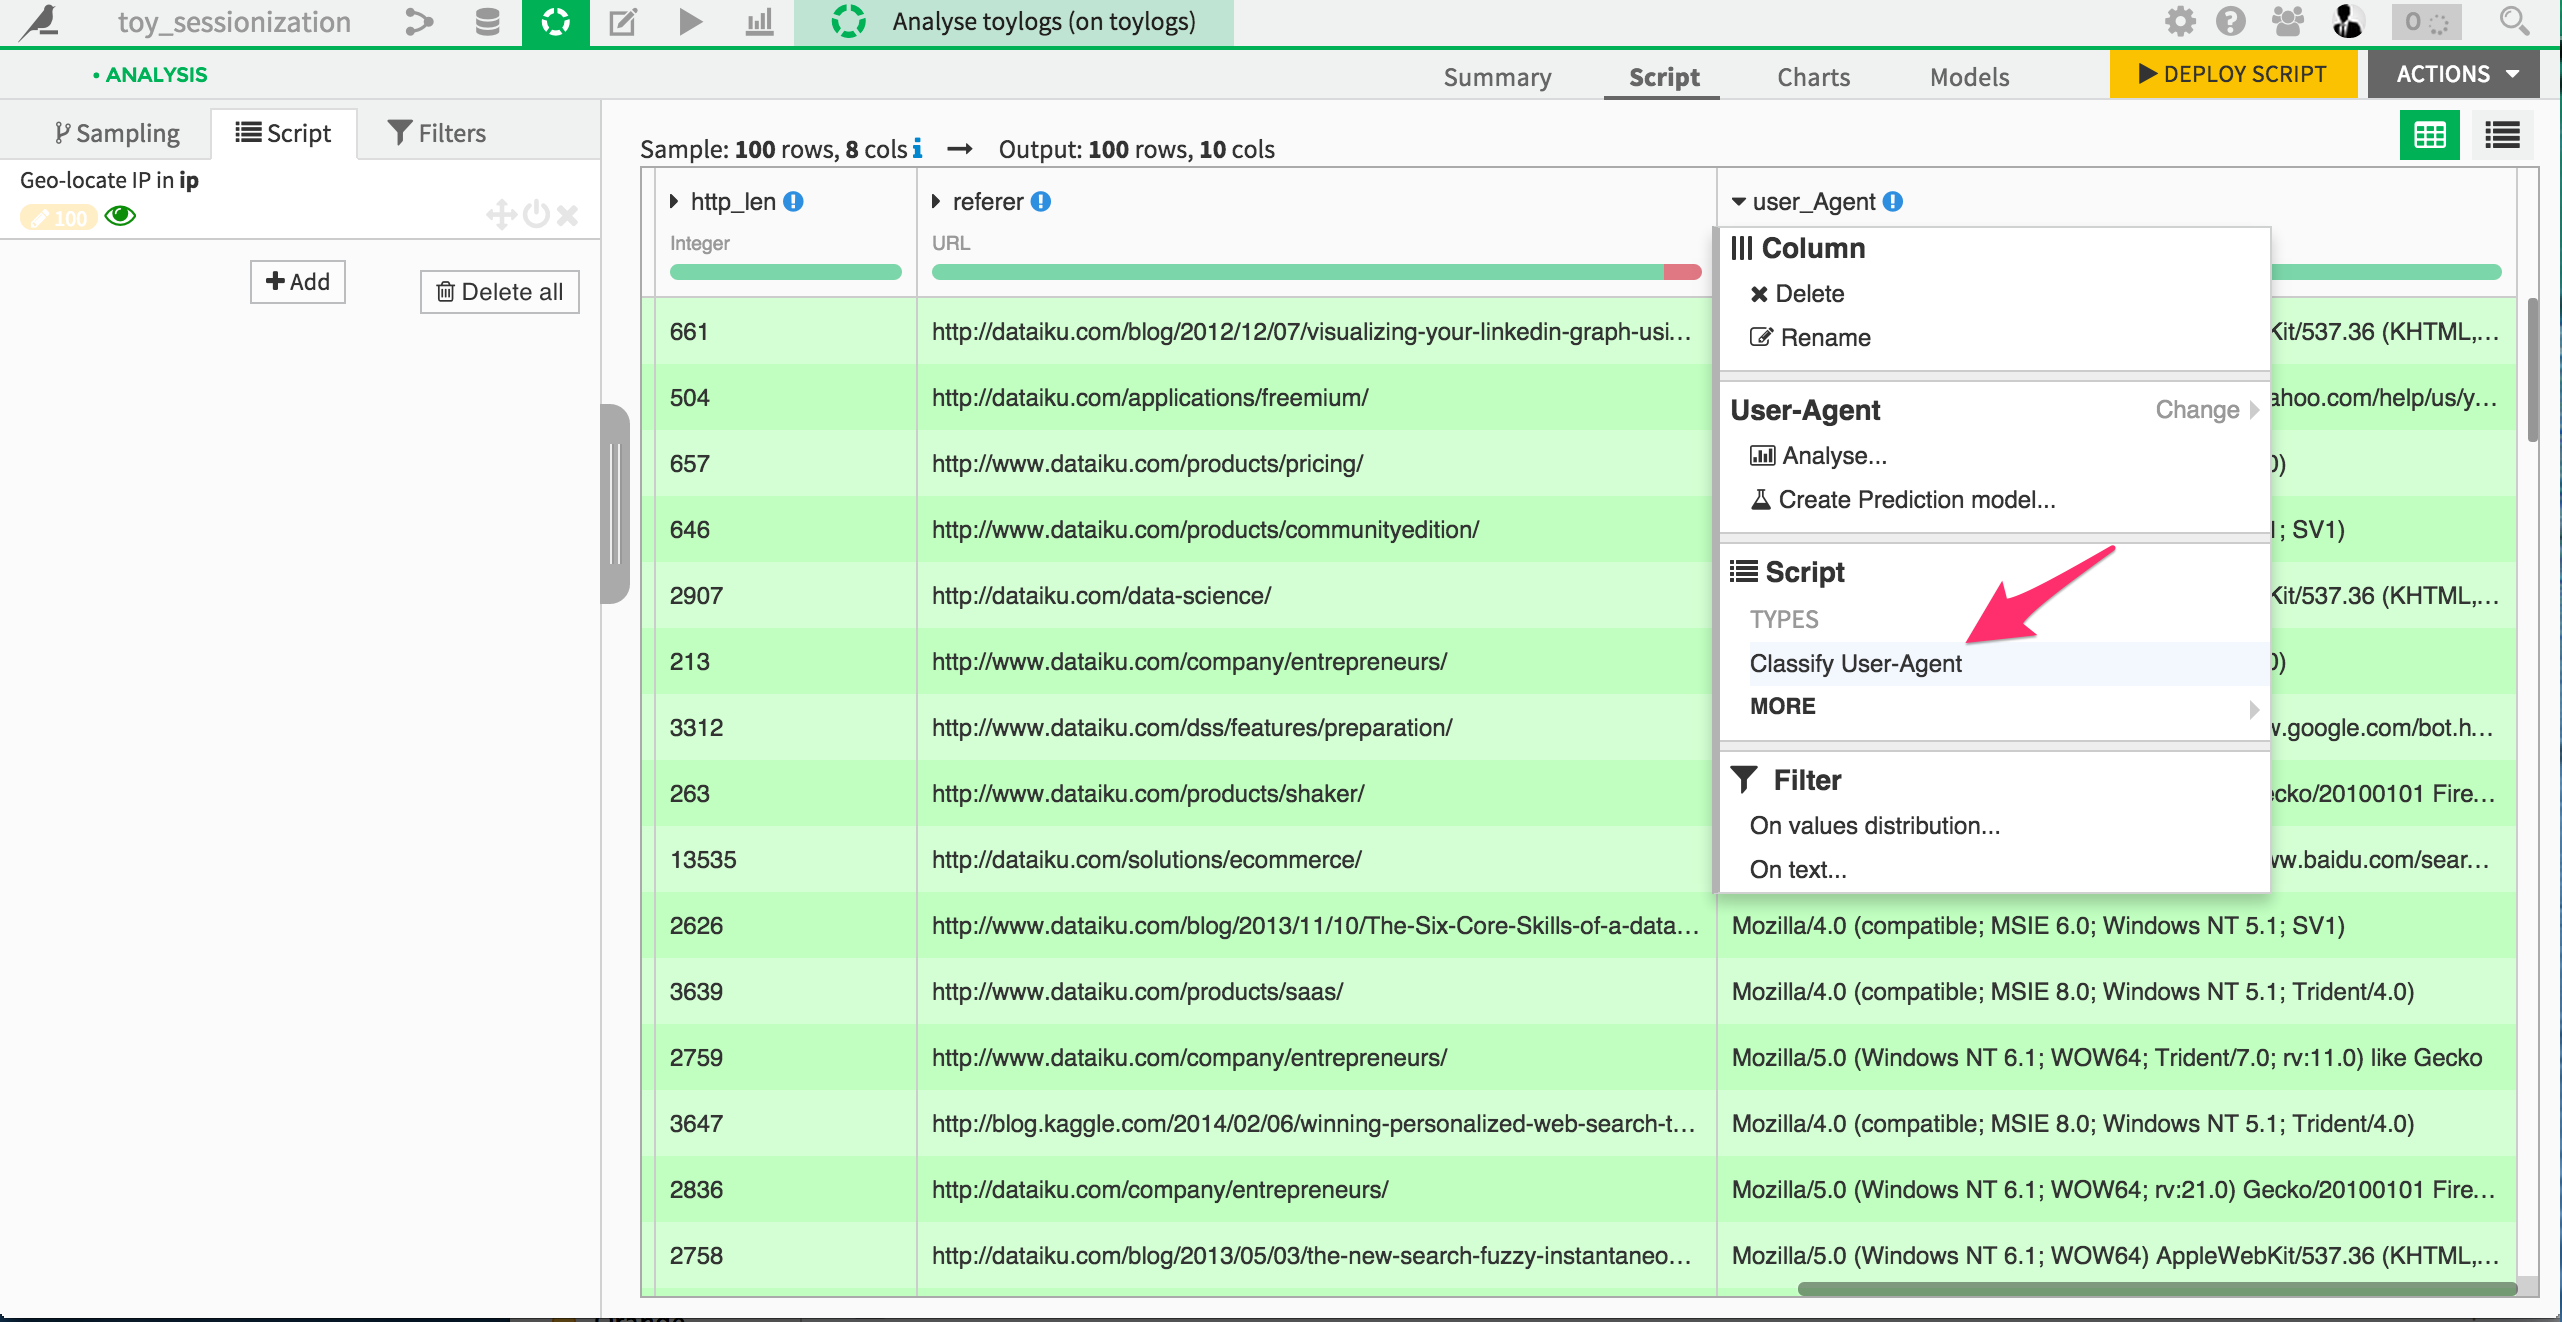 toy_sessionization
Analyse toylogs (on toylogs)
0
• ANALYSIS
Summary
Script
Charts
Models
DEPLOY SCRIPT
ACTIONS
Sampling
Script
Filters
Geo-locate IP in ip
100
Add
Delete all
Sample: 100 rows, 8 cols i → Output: 100 rows, 10 cols
http_len
referer
user_Agent
Integer
URL
Column
Delete
Rename
User-Agent
Change
Analyse...
Create Prediction model...
Script
TYPES
Classify User-Agent
MORE
Filter
On values distribution...
On text...
661 http://dataiku.com/blog/2012/12/07/visualizing-your-linkedin-graph-usi... Kit/537.36 (KHTML,...
504 http://dataiku.com/applications/freemium/ ahoo.com/help/us/y...
657 http://www.dataiku.com/products/pricing/ 0)
646 http://www.dataiku.com/products/communityedition/ ; SV1)
2907 http://dataiku.com/data-science/ Kit/537.36 (KHTML,...
213 http://www.dataiku.com/company/entrepreneurs/ 0)
3312 http://www.dataiku.com/dss/features/preparation/ w.google.com/bot.h...
263 http://www.dataiku.com/products/shaker/ cko/20100101 Fire...
13535 http://dataiku.com/solutions/ecommerce/ ww.baidu.com/sear...
2626 http://www.dataiku.com/blog/2013/11/10/The-Six-Core-Skills-of-a-data... Mozilla/4.0 (compatible; MSIE 6.0; Windows NT 5.1; SV1)
3639 http://www.dataiku.com/products/saas/ Mozilla/4.0 (compatible; MSIE 8.0; Windows NT 5.1; Trident/4.0)
2759 http://www.dataiku.com/company/entrepreneurs/ Mozilla/5.0 (Windows NT 6.1; WOW64; Trident/7.0; rv:11.0) like Gecko
3647 http://blog.kaggle.com/2014/02/06/winning-personalized-web-search-t... Mozilla/4.0 (compatible; MSIE 8.0; Windows NT 5.1; Trident/4.0)
2836 http://dataiku.com/company/entrepreneurs/ Mozilla/5.0 (Windows NT 6.1; WOW64; rv:21.0) Gecko/20100101 Fire...
2758 http://dataiku.com/blog/2013/05/03/the-new-search-fuzzy-instantaneo... Mozilla/5.0 (Windows NT 6.1; WOW64) AppleWebKit/537.36 (KHTML,...